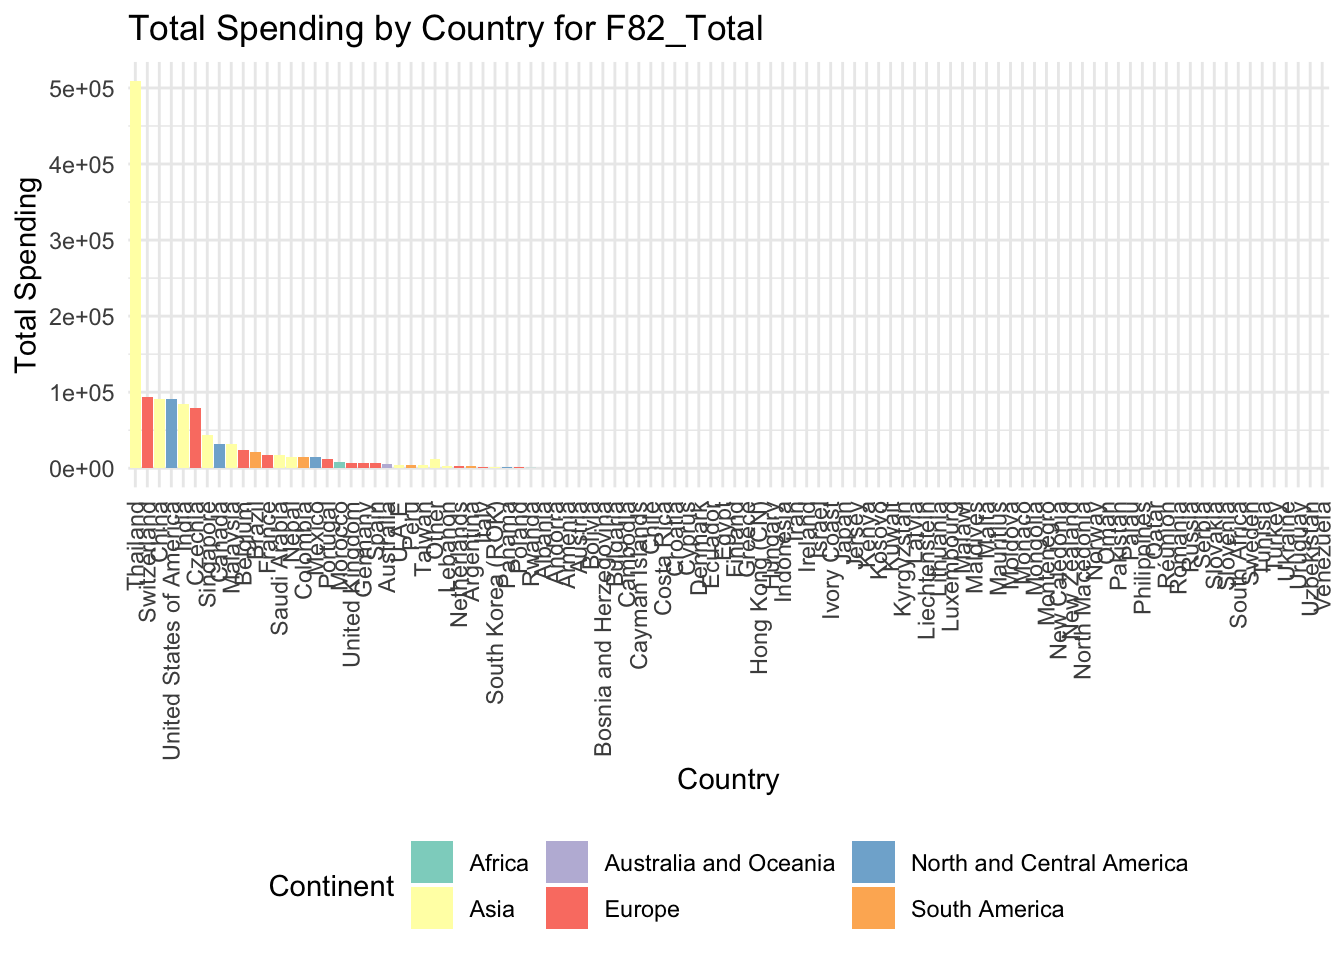 Total Spending by Country for F82_Total
Total Spending
5e+05
4e+05
3e+05
2e+05
1e+05
0e+00
Thailand
Switzerland
China
United States of America
India
Czechia
Singapore
Canada
Malaysia
Belgium
Brazil
France
Saudi Arabia
Nepal
Colombia
Mexico
Portugal
Morocco
United Kingdom
Germany
Spain
Australia
U.A.E
Peru
Taiwan
Other
Lebanon
Netherlands
Argentina
Italy
South Korea (ROK)
Panama
Poland
Rwanda
Albania
Andorra
Armenia
Austria
Bolivia
Bosnia and Herzegovina
Bulgaria
Cambodia
Cayman Islands
Chile
Costa Rica
Croatia
Cyprus
Denmark
Ecuador
Egypt
Finland
Greece
Hong Kong (CN)
Hungary
Indonesia
Iran
Ireland
Israel
Ivory Coast
Japan
Jersey
Kenya
Kosovo
Kuwait
Kyrgyzstan
Latvia
Liechtenstein
Lithuania
Luxembourg
Malawi
Maldives
Malta
Mauritius
Moldova
Monaco
Mongolia
Montenegro
New Caledonia
New Zealand
North Macedonia
Norway
Oman
Pakistan
Philippines
Qatar
Réunion
Romania
Russia
Serbia
Slovakia
Slovenia
South Africa
Sweden
Tunisia
Turkey
Ukraine
Uruguay
Uzbekistan
Venezuela
Country
Continent
Africa
Australia and Oceania
North and Central America
Asia
Europe
South America